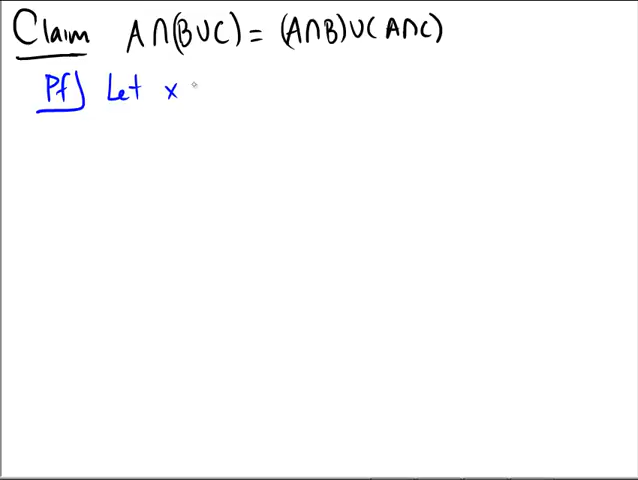 Claim A∩(B∪C) = (A∩B)∪(A∩C)
Pf) Let x